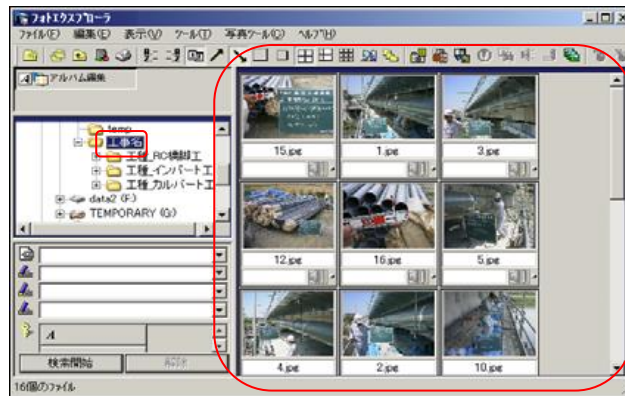 フォトエクスプローラ
ファイル(F) 編集(E) 表示(V) ツール(T) 写真ツール(C) ヘルプ(H)
アルバム編集
temp
工事名
工種_RC橋脚工
工種_インバート工
工種_カルバート工
data2 (F:)
TEMPORARY (G:)
15.jpg 1.jpg 3.jpg
12.jpg 16.jpg 5.jpg
4.jpg 2.jpg 10.jpg
検索開始 解除
16個のファイル